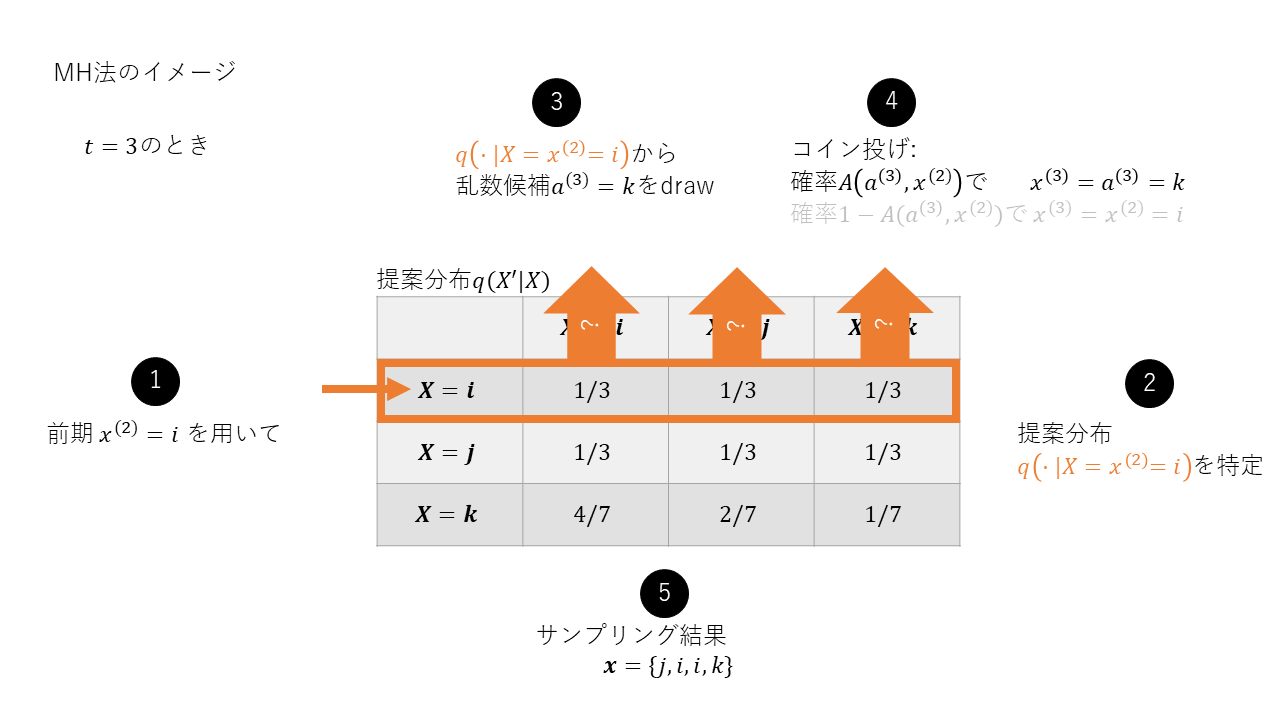 MH法のイメージ
t = 3のとき
3
q(· |X = x⁽²⁾= i)から
乱数候補a⁽³⁾ = kをdraw
4
コイン投げ:
確率A(a⁽³⁾, x⁽²⁾)で x⁽³⁾ = a⁽³⁾ = k
確率1 − A(a⁽³⁾, x⁽²⁾)で x⁽³⁾ = x⁽²⁾ = i
提案分布q(X′|X)
X i X j X k
? ? ?
1
前期 x⁽²⁾ = i を用いて
X = i 1/3 1/3 1/3
X = j 1/3 1/3 1/3
X = k 4/7 2/7 1/7
2
提案分布
q(· |X = x⁽²⁾= i)を特定
5
サンプリング結果
x = {j, i, i, k}